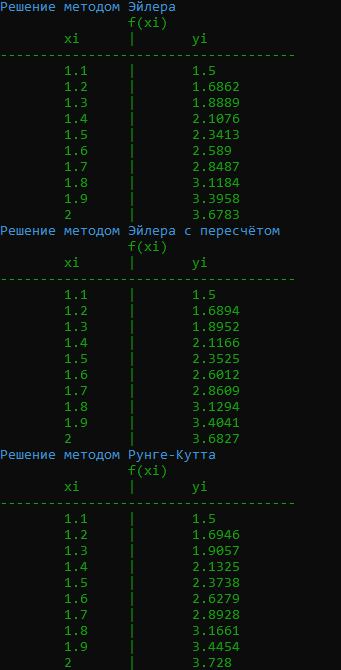 Решение методом Эйлера
f(xi)
xi | yi
-------------------------------------
1.1 | 1.5
1.2 | 1.6862
1.3 | 1.8889
1.4 | 2.1076
1.5 | 2.3413
1.6 | 2.589
1.7 | 2.8487
1.8 | 3.1184
1.9 | 3.3958
2 | 3.6783
Решение методом Эйлера с пересчётом
f(xi)
xi | yi
-------------------------------------
1.1 | 1.5
1.2 | 1.6894
1.3 | 1.8952
1.4 | 2.1166
1.5 | 2.3525
1.6 | 2.6012
1.7 | 2.8609
1.8 | 3.1294
1.9 | 3.4041
2 | 3.6827
Решение методом Рунге-Кутта
f(xi)
xi | yi
-------------------------------------
1.1 | 1.5
1.2 | 1.6946
1.3 | 1.9057
1.4 | 2.1325
1.5 | 2.3738
1.6 | 2.6279
1.7 | 2.8928
1.8 | 3.1661
1.9 | 3.4454
2 | 3.728